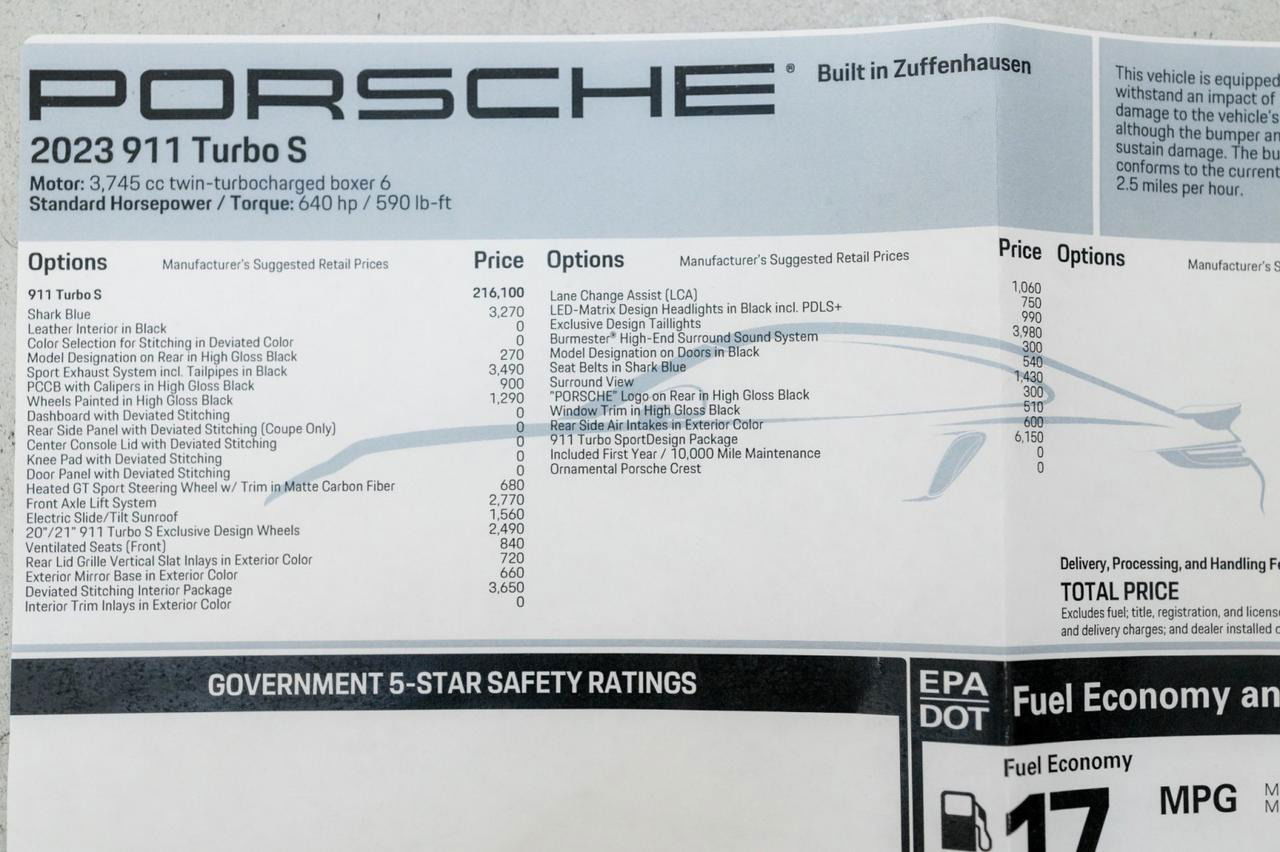 PORSCHE® Built in Zuffenhausen
2023 911 Turbo S
Motor: 3,745 cc twin-turbocharged boxer 6
Standard Horsepower / Torque: 640 hp / 590 lb-ft
This vehicle is equipped
withstand an impact of
damage to the vehicle's
although the bumper an
sustain damage. The bu
conforms to the current
2.5 miles per hour.
Options Manufacturer's Suggested Retail Prices Price
911 Turbo S 216,100
Shark Blue 3,270
Leather Interior in Black 0
Color Selection for Stitching in Deviated Color 0
Model Designation on Rear in High Gloss Black 270
Sport Exhaust System incl. Tailpipes in Black 3,490
PCCB with Calipers in High Gloss Black 900
Wheels Painted in High Gloss Black 1,290
Dashboard with Deviated Stitching 0
Rear Side Panel with Deviated Stitching (Coupe Only) 0
Center Console Lid with Deviated Stitching 0
Knee Pad with Deviated Stitching 0
Door Panel with Deviated Stitching 0
Heated GT Sport Steering Wheel w/ Trim in Matte Carbon Fiber 680
Front Axle Lift System 2,770
Electric Slide/Tilt Sunroof 1,560
20"/21" 911 Turbo S Exclusive Design Wheels 2,490
Ventilated Seats (Front) 840
Rear Lid Grille Vertical Slat Inlays in Exterior Color 720
Exterior Mirror Base in Exterior Color 660
Deviated Stitching Interior Package 3,650
Interior Trim Inlays in Exterior Color 0
Options Manufacturer's Suggested Retail Prices Price
Lane Change Assist (LCA) 1,060
LED-Matrix Design Headlights in Black incl. PDLS+ 750
Exclusive Design Taillights 990
Burmester® High-End Surround Sound System 3,980
Model Designation on Doors in Black 300
Seat Belts in Shark Blue 540
Surround View 1,430
"PORSCHE" Logo on Rear in High Gloss Black 300
Window Trim in High Gloss Black 510
Rear Side Air Intakes in Exterior Color 600
911 Turbo SportDesign Package 6,150
Included First Year / 10,000 Mile Maintenance 0
Ornamental Porsche Crest 0
Options Manufacturer's S
Delivery, Processing, and Handling Fe
TOTAL PRICE
Excludes fuel; title, registration, and license
and delivery charges; and dealer installed o
GOVERNMENT 5-STAR SAFETY RATINGS
EPA
DOT
Fuel Economy an
Fuel Economy
17 MPG
M
M